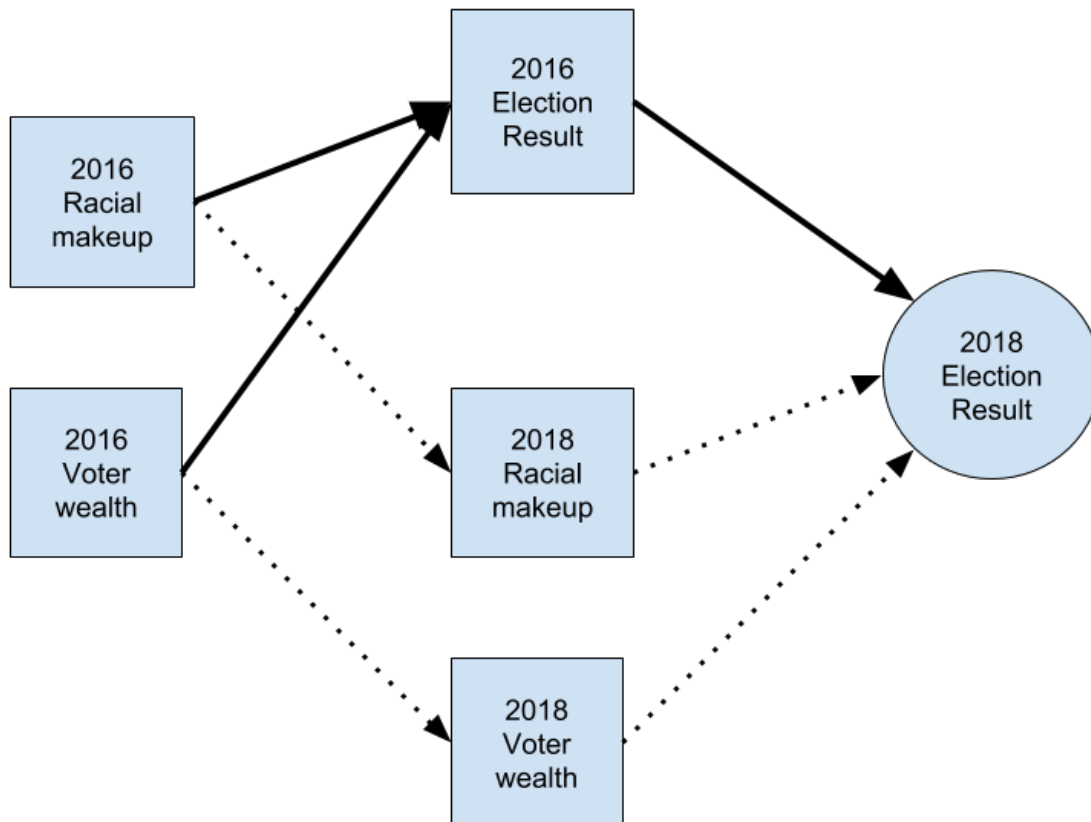 2016
Election
Result
2016
Racial
makeup
2018
Election
Result
2016
Voter
wealth
2018
Racial
makeup
2018
Voter
wealth